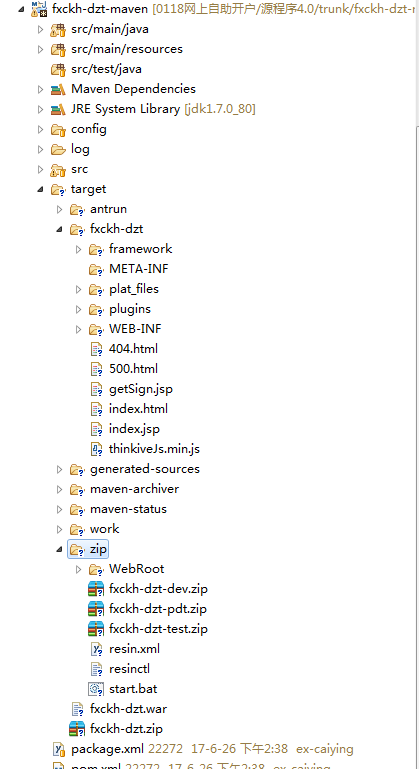 fxckh-dzt-maven [0118网上自助开户/源程序4.0/trunk/fxckh-dzt-m
src/main/java
src/main/resources
src/test/java
Maven Dependencies
JRE System Library [jdk1.7.0_80]
config
log
src
target
antrun
fxckh-dzt
framework
META-INF
plat_files
plugins
WEB-INF
404.html
500.html
getSign.jsp
index.html
index.jsp
thinkiveJs.min.js
generated-sources
maven-archiver
maven-status
work
zip
WebRoot
fxckh-dzt-dev.zip
fxckh-dzt-pdt.zip
fxckh-dzt-test.zip
resin.xml
resinctl
start.bat
fxckh-dzt.war
fxckh-dzt.zip
package.xml 22272 17-6-26 下午2:38 ex-caiying
pom.xml 22272 17-6-26 下午2:38 ex-caiying